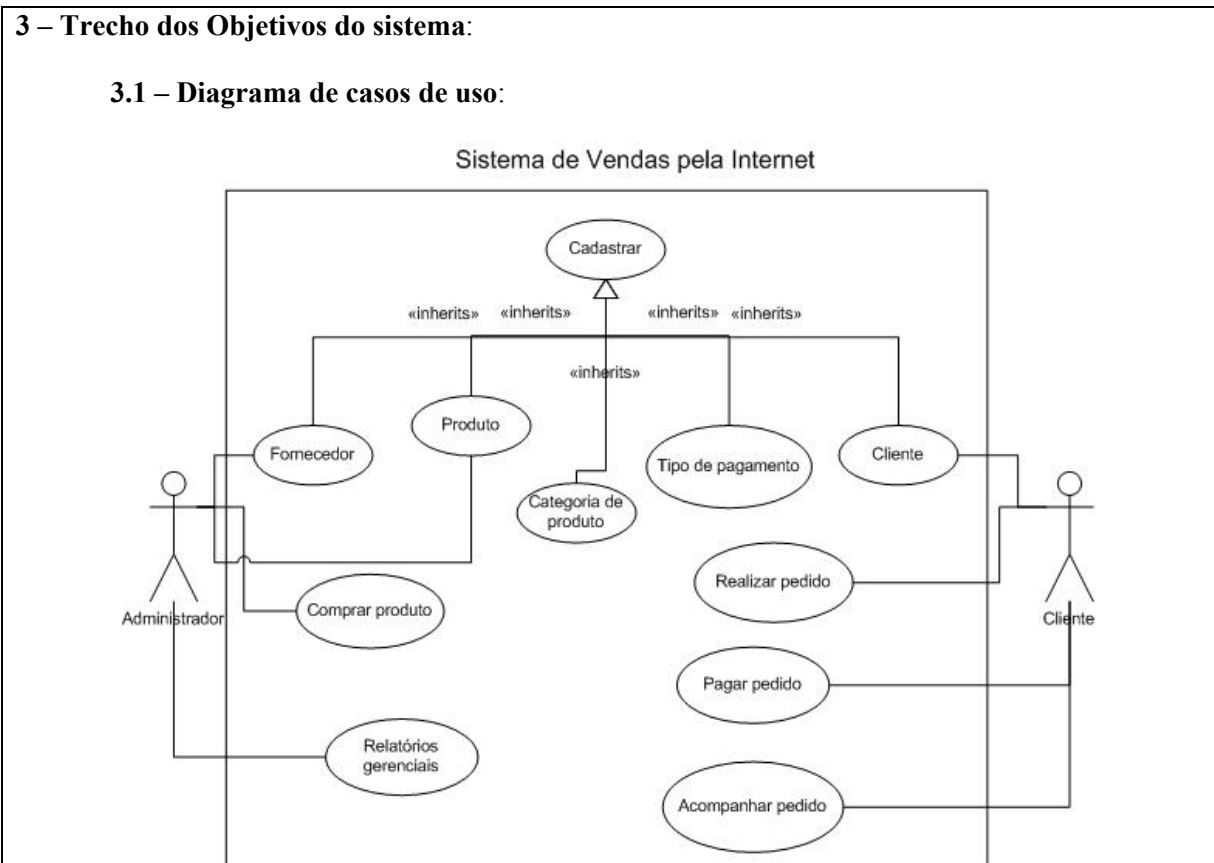 3 – Trecho dos Objetivos do sistema:
3.1 – Diagrama de casos de uso:
Sistema de Vendas pela Internet
Cadastrar
«inherits» «inherits» «inherits» «inherits»
«inherits»
Produto
Fornecedor
Tipo de pagamento
Cliente
Categoria de
produto
Realizar pedido
Administrador
Comprar produto
Cliente
Pagar pedido
Relatórios
gerenciais
Acompanhar pedido